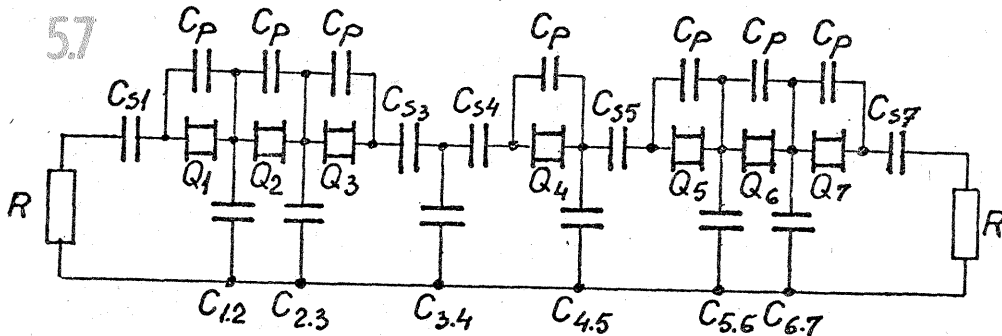 5.7
Cp Cp Cp Cp Cp Cp Cp
Cs1 Cs3 Cs4 Cs5 Cs7
Q1 Q2 Q3 Q4 Q5 Q6 Q7
R R
C1.2 C2.3 C3.4 C4.5 C5.6 C6.7